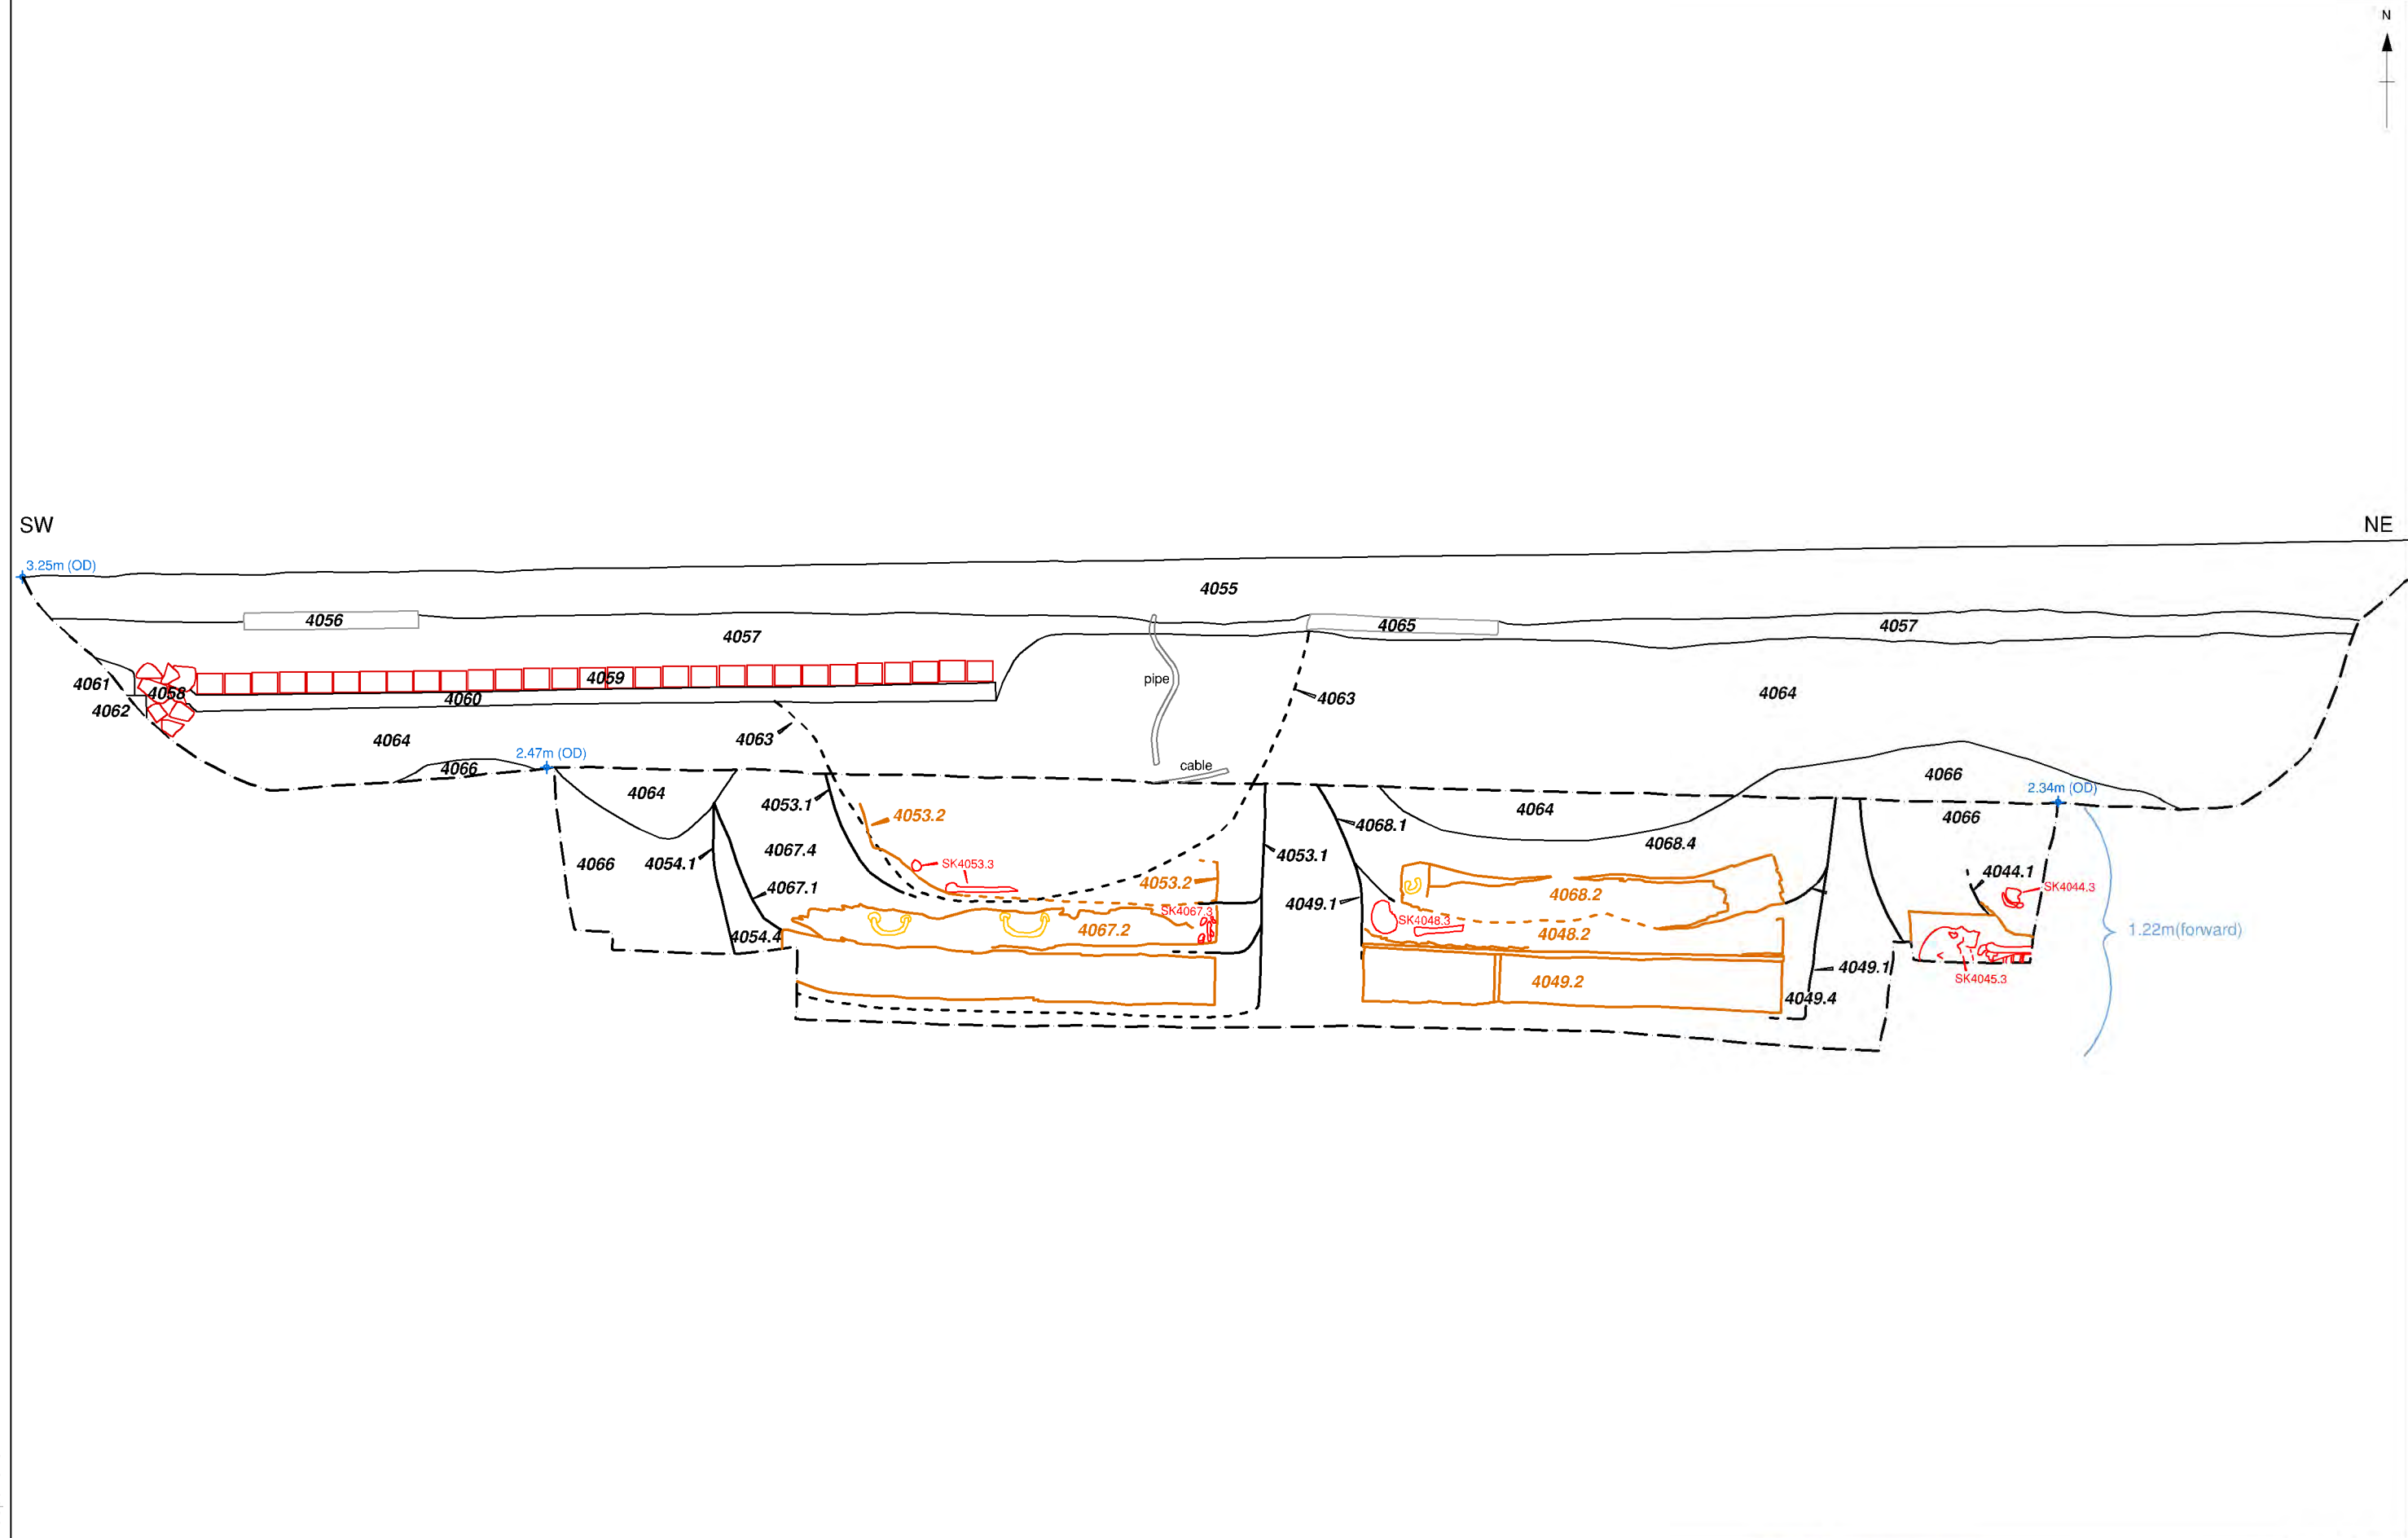 N
SW
NE
3.25m (OD)
4055
4056
4065
4057
4057
pipe
4059
4061
4058
4060
4062
4063
4064
4063
4064
2.47m (OD)
cable
4066
4066
2.34m (OD)
4064
4053.1
4053.2
4064
4066
4068.1
4068.4
4067.4
4066
4054.1
SK4053.3
4053.1
4053.2
4067.1
4049.1
4068.2
4044.1
SK4044.3
SK4067.3
SK4048.3
4054.4
4067.2
4048.2
1.22m(forward)
4049.1
SK4045.3
4049.2
4049.4